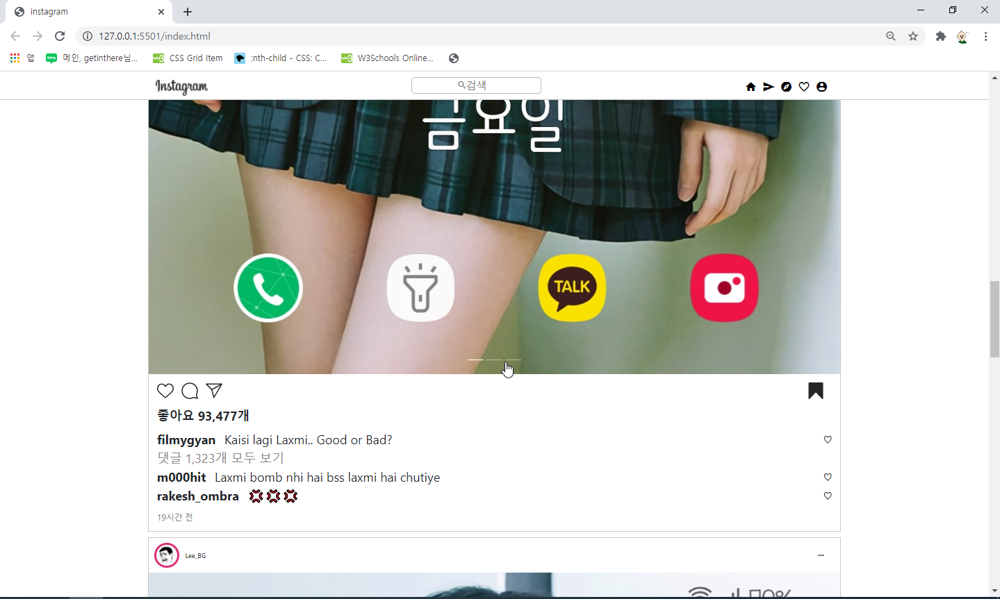 instagram
127.0.0.1:5501/index.html
앱 메인, getinthere님... CSS Grid Item :nth-child - CSS: C... W3Schools Online...
Instagram 검색
금요일
TALK
좋아요 93,477개
filmygyan Kaisi lagi Laxmi.. Good or Bad?
댓글 1,323개 모두 보기
m000hit Laxmi bomb nhi hai bss laxmi hai chutiye
rakesh_ombra
19시간 전
Lee_BG